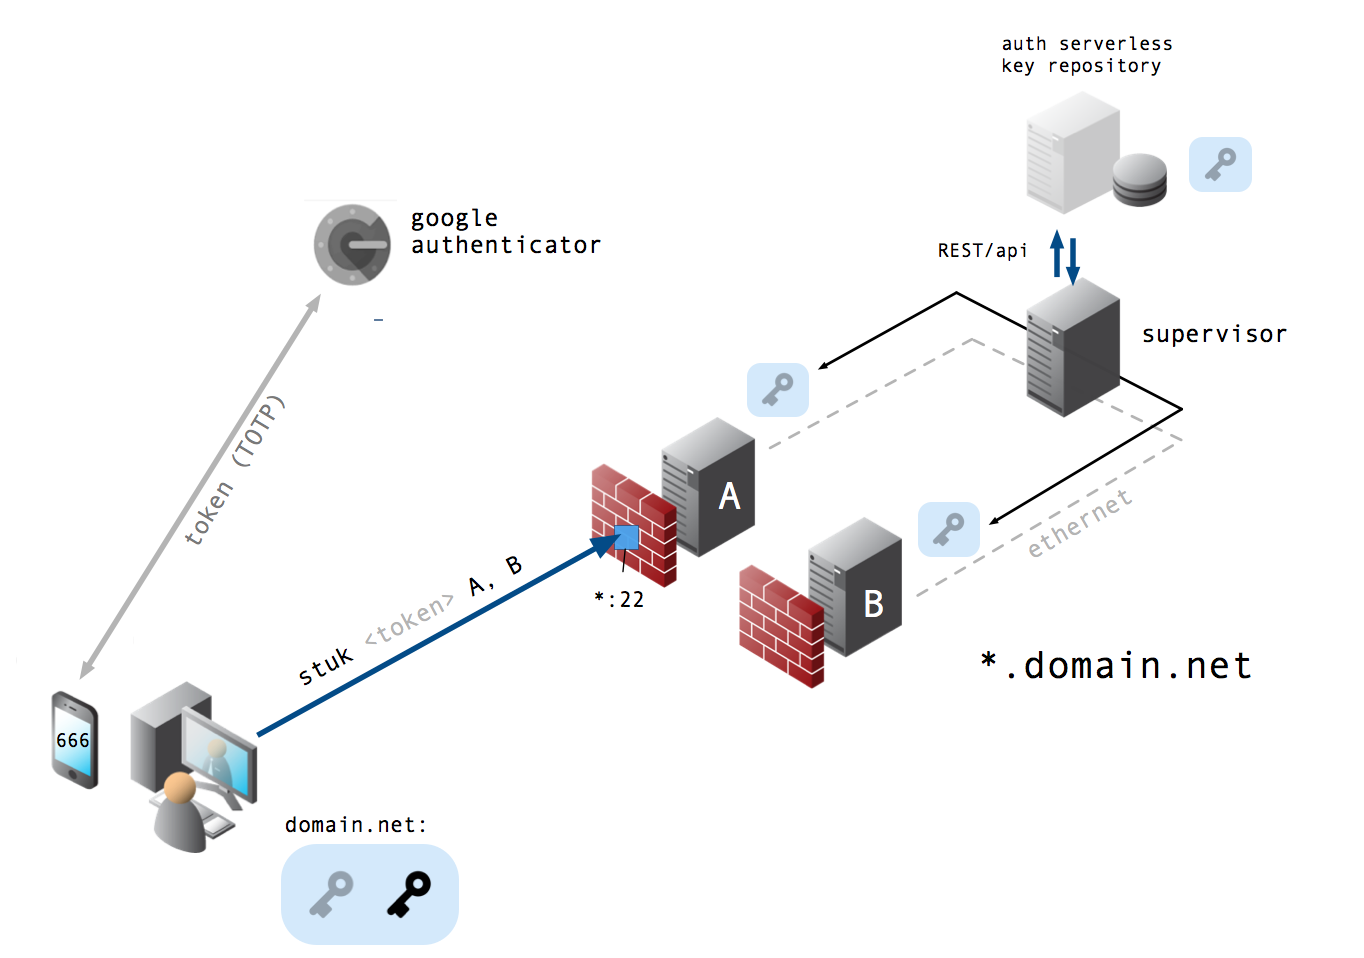 auth serverless
key repository
google
authenticator
REST/api
supervisor
token (TOTP)
A
ethernet
stuk <token> A, B
*:22
B
*.domain.net
666
domain.net: